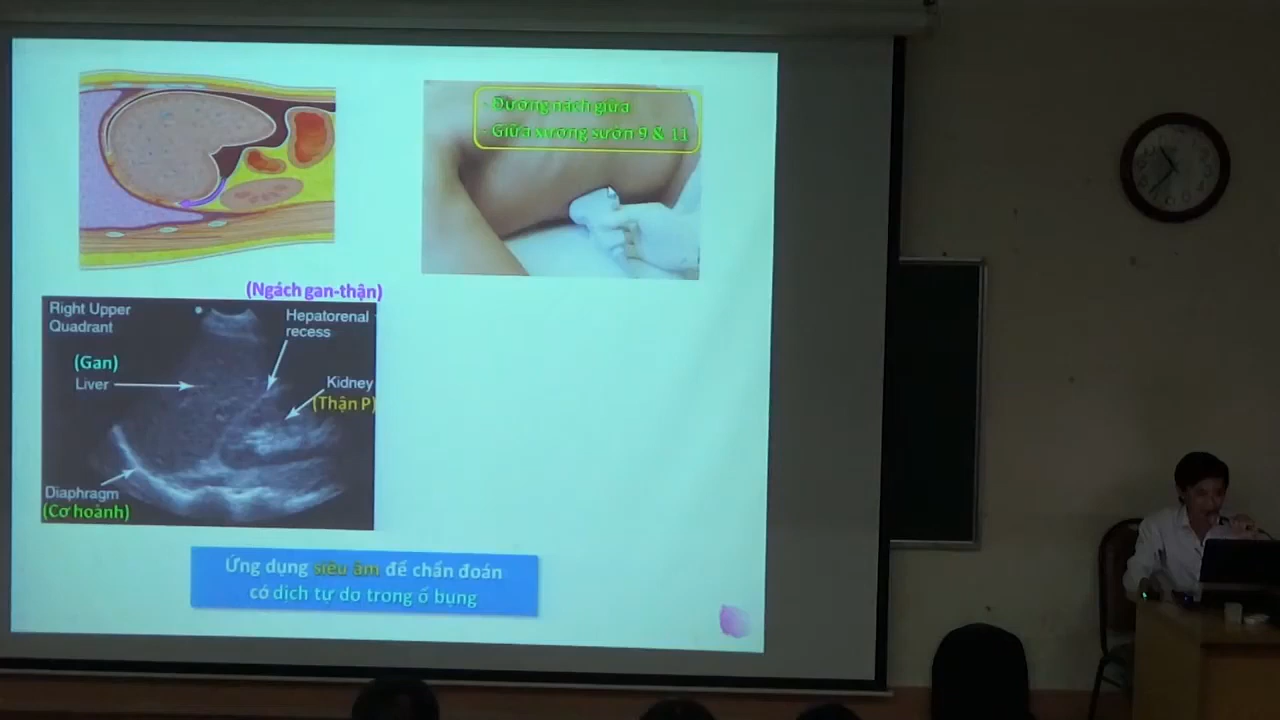 - Đường nách giữa
- Giữa xương sườn 9 & 11
(Ngách gan-thận)
Right Upper
Quadrant
Hepatorenal
recess
(Gan)
Liver
Kidney
(Thận P)
Diaphragm
(Cơ hoành)
Ứng dụng siêu âm để chẩn đoán
có dịch tự do trong ổ bụng